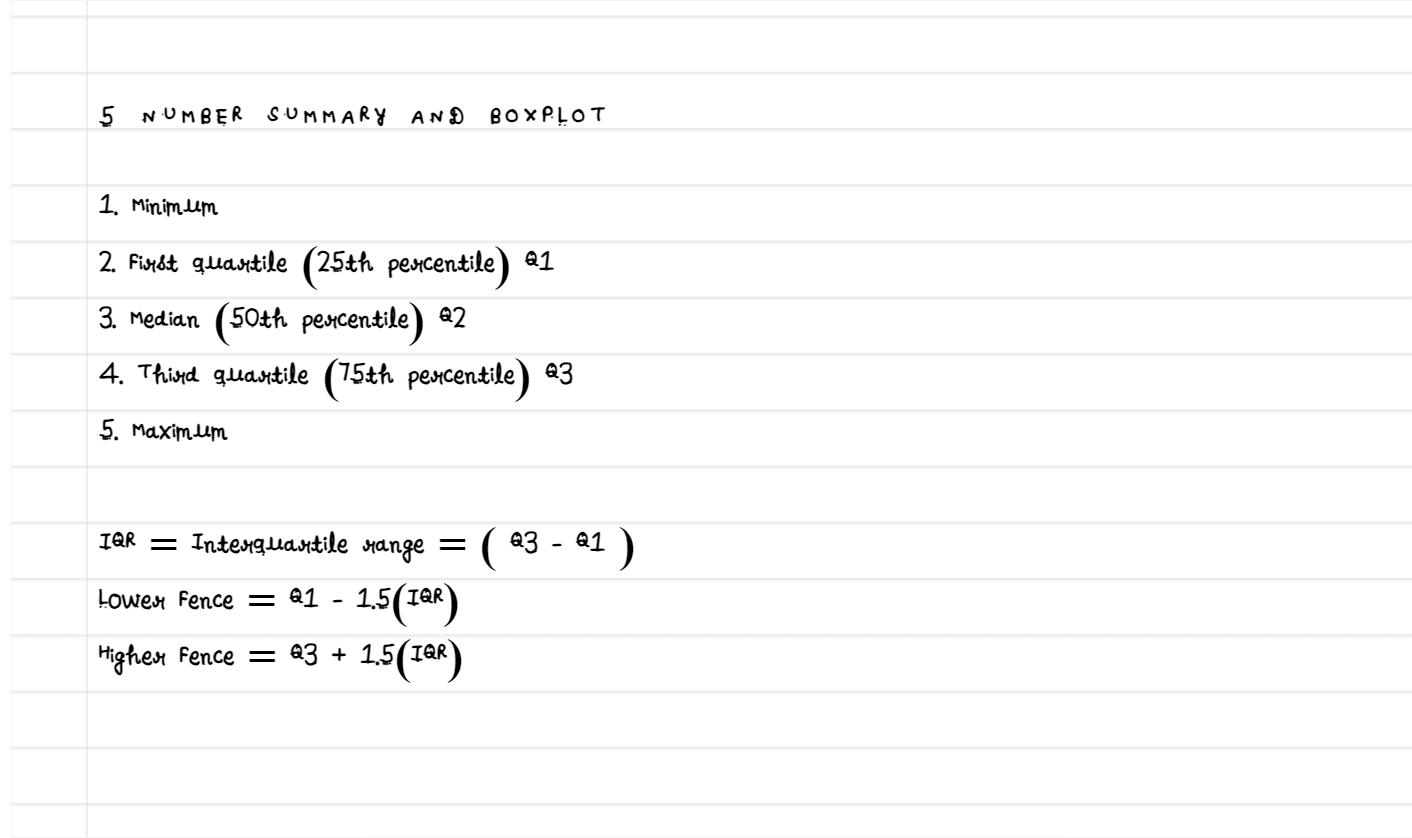 5 NUMBER SUMMARY AND BOXPLOT
1. Minimum
2. First quartile (25th percentile) Q1
3. Median (50th percentile) Q2
4. Third quartile (75th percentile) Q3
5. Maximum
IQR = Interquartile range = ( Q3 - Q1 )
Lower Fence = Q1 - 1.5(IQR)
Higher Fence = Q3 + 1.5(IQR)